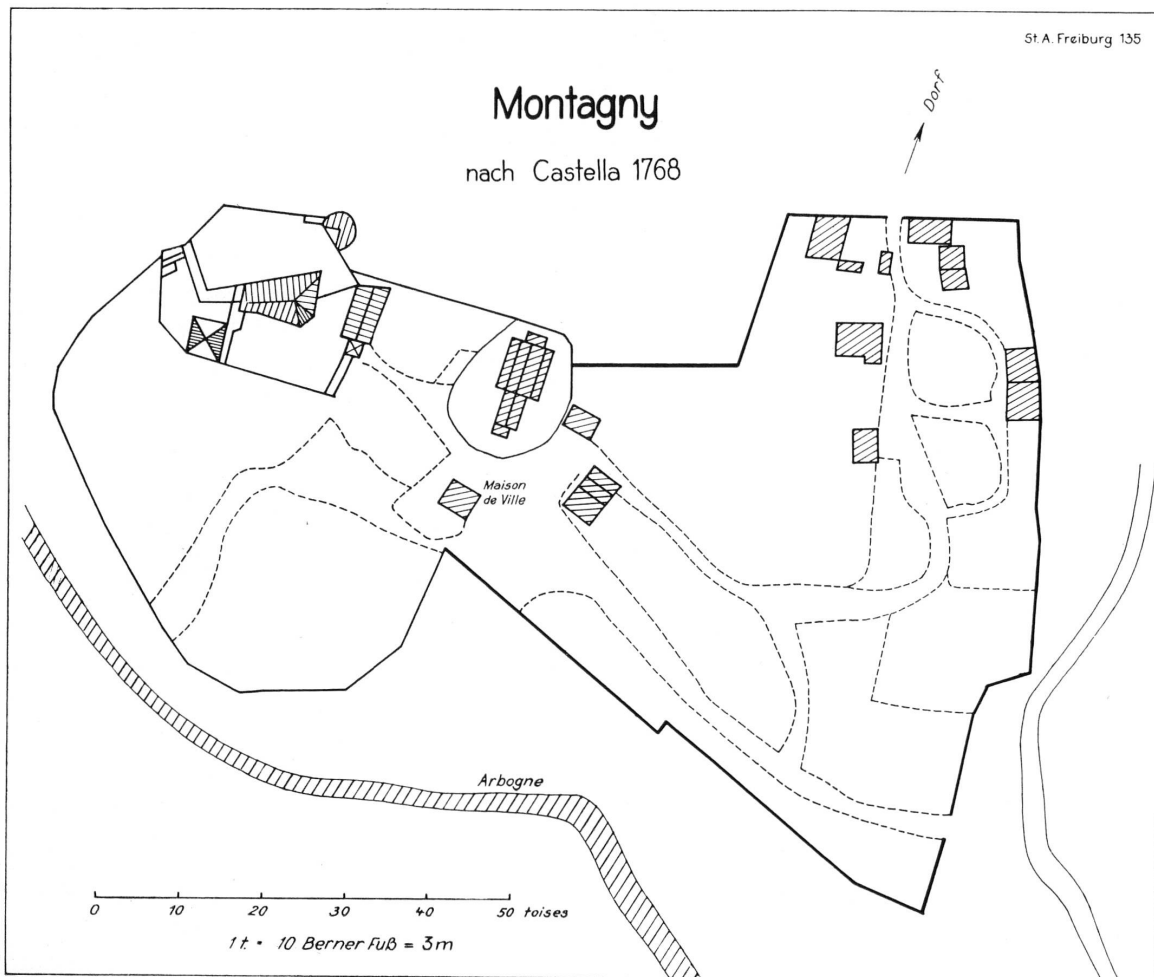 St. A. Freiburg 135
Montagny
nach Castella 1768
Dorf
Maison
de Ville
Arbogne
0 10 20 30 40 50 toises
1 t. = 10 Berner Fuß = 3 m